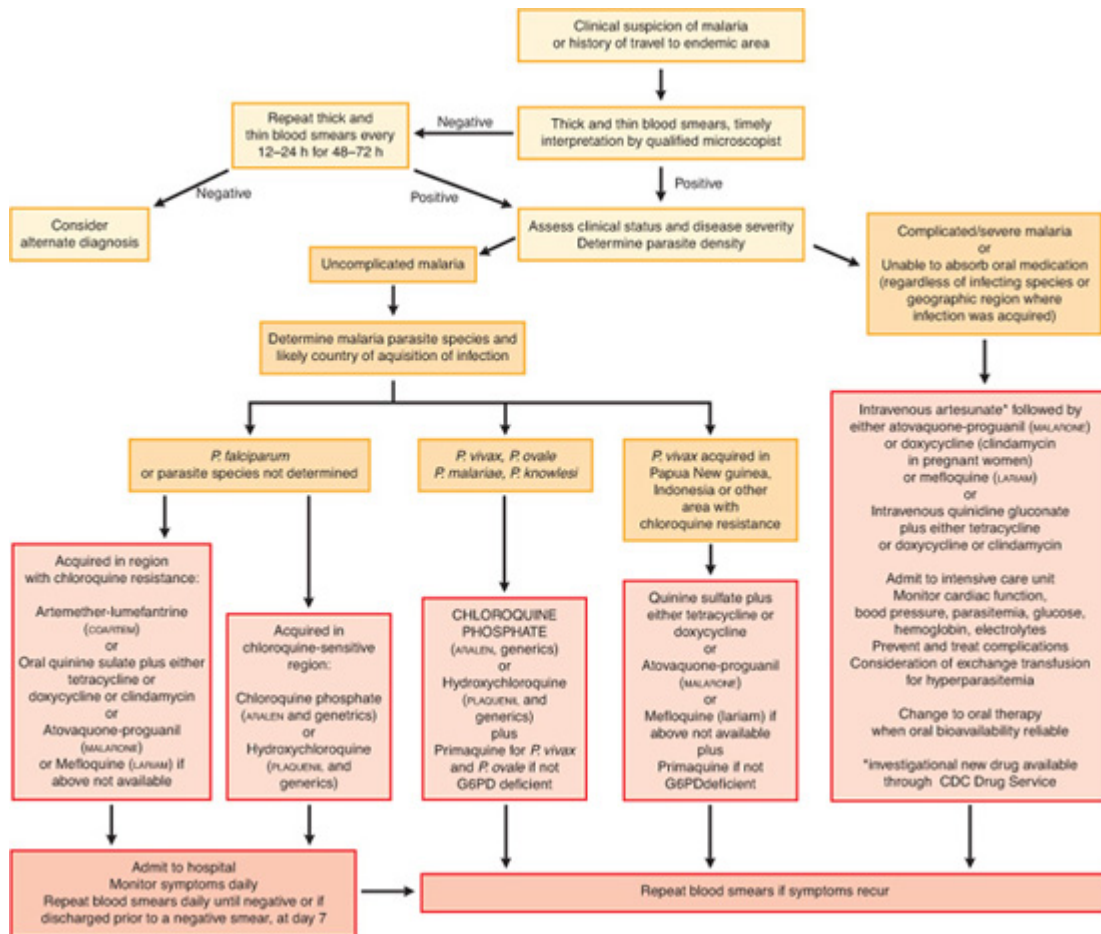 Clinical suspicion of malaria
or history of travel to endemic area
Repeat thick and
thin blood smears every
12–24 h for 48–72 h
Negative
Thick and thin blood smears, timely
interpretation by qualified microscopist
Negative
Positive
Positive
Consider
alternate diagnosis
Assess clinical status and disease severity
Determine parasite density
Complicated/severe malaria
or
Unable to absorb oral medication
(regardless of infecting species or
geographic region where
infection was acquired)
Uncomplicated malaria
Determine malaria parasite species and
likely country of aquisition of infection
P. falciparum
or parasite species not determined
P. vivax, P. ovale
P. malariae, P. knowlesi
P. vivax acquired in
Papua New guinea,
Indonesia or other
area with
chloroquine resistance
Intravenous artesunate* followed by
either atovaquone-proguanil (MALARONE)
or doxycycline (clindamycin
in pregnant women)
or mefloquine (LARIAM)
or
Intravenous quinidine gluconate
plus either tetracycline
or doxycycline or clindamycin
Admit to intensive care unit
Monitor cardiac function,
bood pressure, parasitemia, glucose,
hemoglobin, electrolytes
Prevent and treat complications
Consideration of exchange transfusion
for hyperparasitemia
Change to oral therapy
when oral bioavailability reliable
*investigational new drug available
through CDC Drug Service
Acquired in region
with chloroquine resistance:
Artemether-lumefantrine
(COARTEM)
or
Oral quinine sulate plus either
tetracycline or
doxycycline or clindamycin
or
Atovaquone-proguanil
(MALARONE)
or Mefloquine (LARIAM) if
above not available
Acquired in
chloroquine-sensitive
region:
Chloroquine phosphate
(ARALEN and genetrics)
or
Hydroxychloroquine
(PLAQUENIL and
generics)
CHLOROQUINE
PHOSPHATE
(ARALEN, generics)
or
Hydroxychloroquine
(PLAQUENIL and
generics)
plus
Primaquine for P. vivax
and P. ovale if not
G6PD deficient
Quinine sulfate plus
either tetracycline or
doxycycline
or
Atovaquone-proguanil
(MALARONE)
or
Mefloquine (lariam) if
above not available
plus
Primaquine if not
G6PDdeficient
Admit to hospital
Monitor symptoms daily
Repeat blood smears daily until negative or if
discharged prior to a negative smear, at day 7
Repeat blood smears if symptoms recur